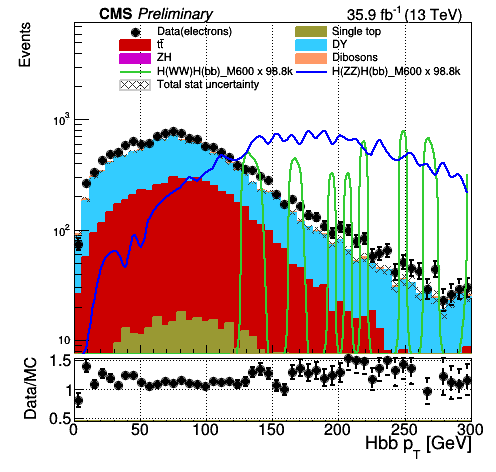 CMS Preliminary 35.9 fb⁻¹ (13 TeV)
Data(electrons) Single top
tt̄ DY
ZH Dibosons
H(WW)H(bb)_M600 x 98.8k H(ZZ)H(bb)_M600 x 98.8k
Total stat uncertainty
Events
10³
10²
10
Data/MC
1.5
1
0.5
0 50 100 150 200 250 300
Hbb p_T [GeV]